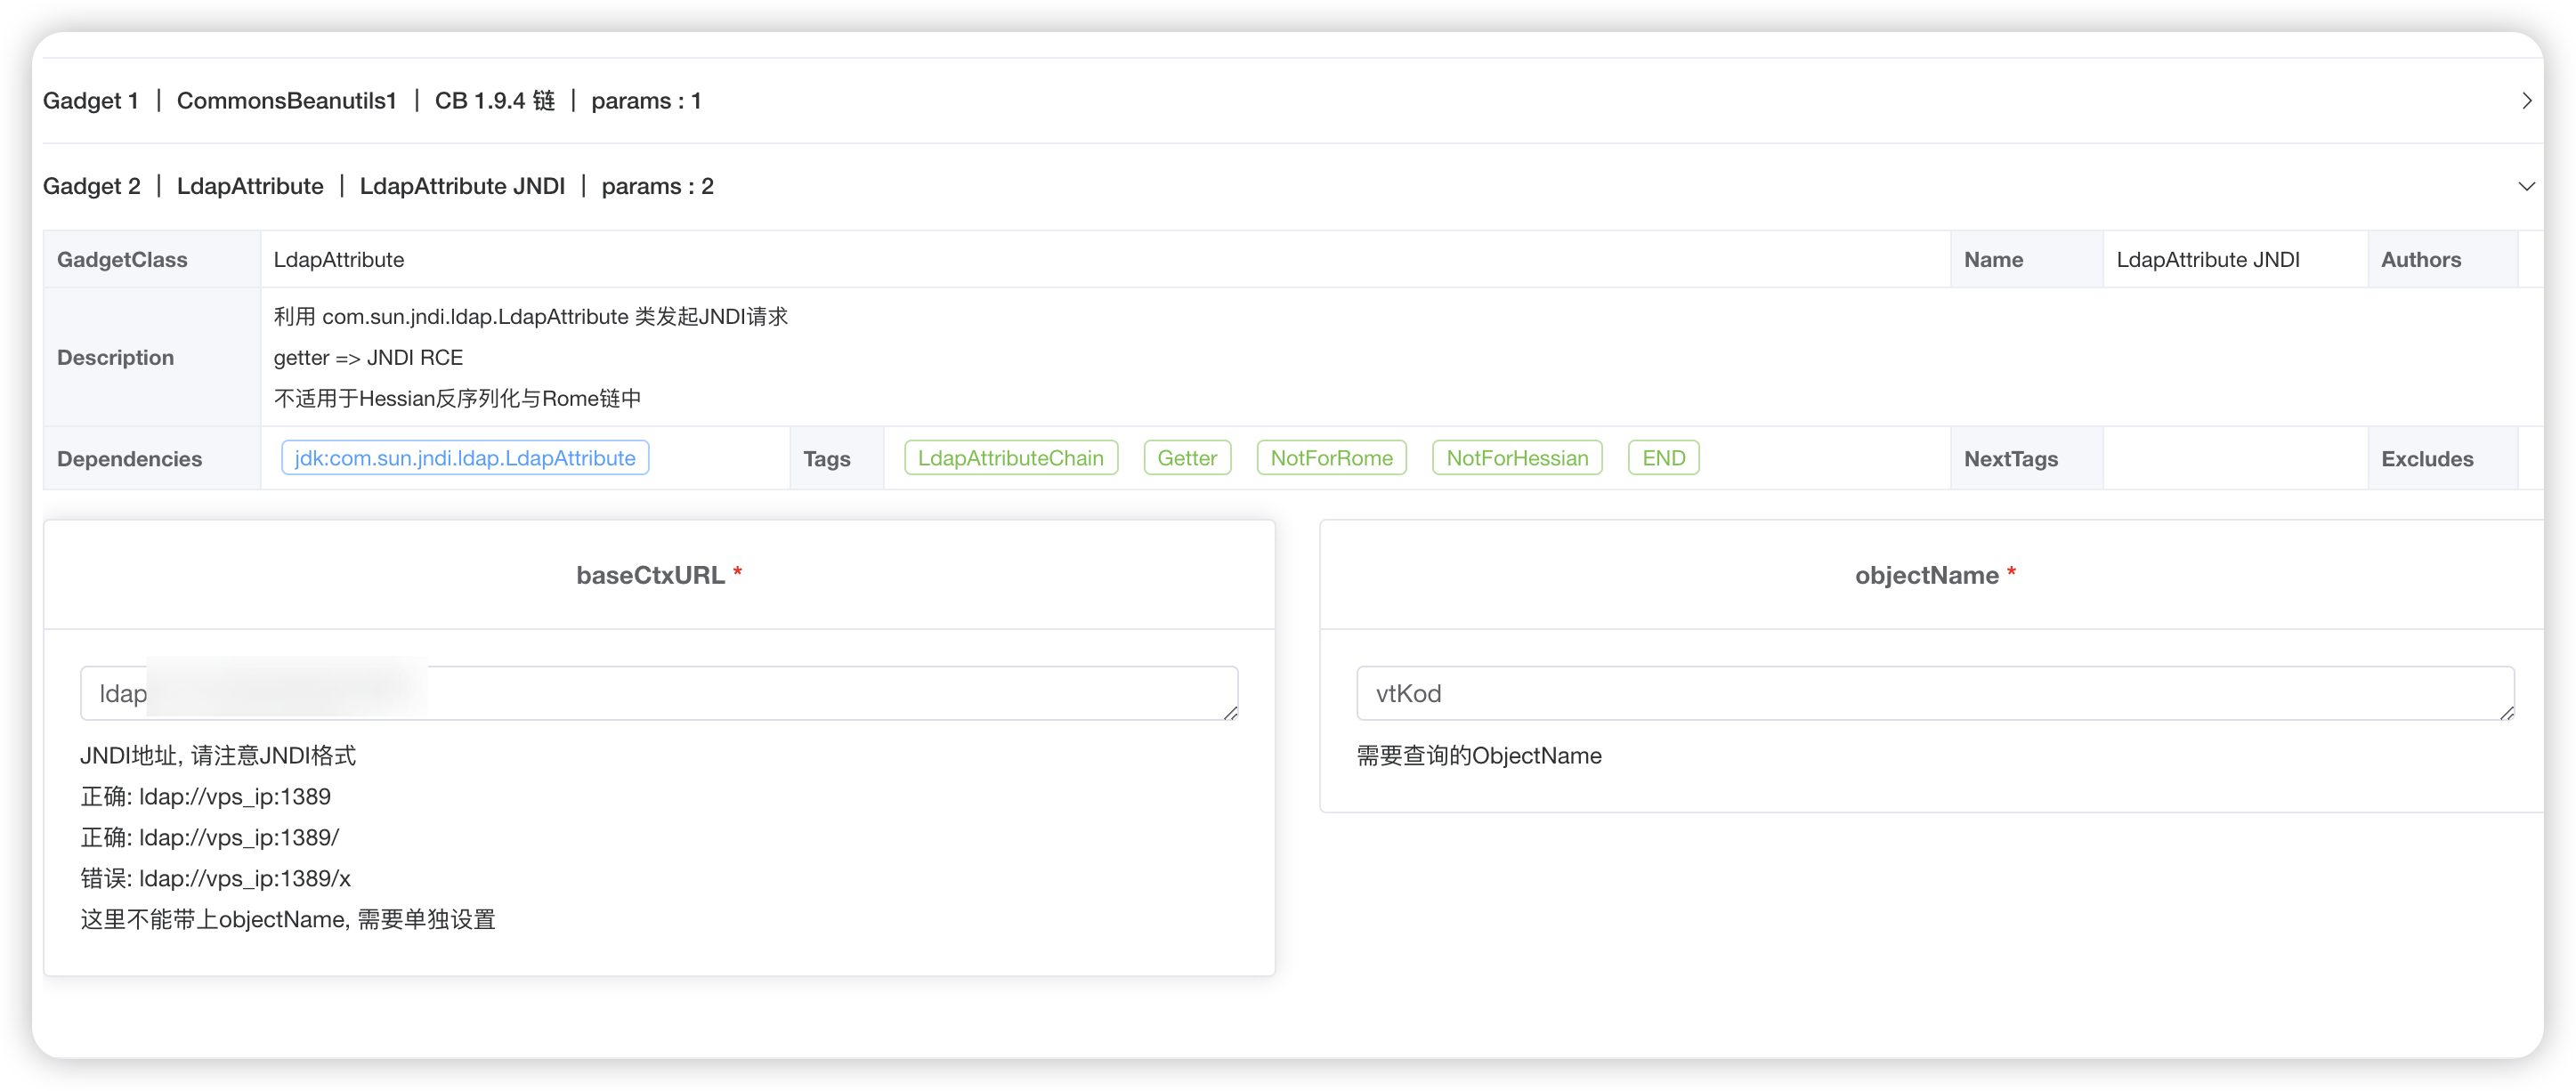 Gadget 1 | CommonsBeanutils1 | CB 1.9.4 链 | params : 1
Gadget 2 | LdapAttribute | LdapAttribute JNDI | params : 2
GadgetClass LdapAttribute Name LdapAttribute JNDI Authors
Description
利用 com.sun.jndi.ldap.LdapAttribute 类发起JNDI请求
getter => JNDI RCE
不适用于Hessian反序列化与Rome链中
Dependencies jdk:com.sun.jndi.ldap.LdapAttribute Tags LdapAttributeChain Getter NotForRome NotForHessian END NextTags Excludes
baseCtxURL *
ldap
JNDI地址, 请注意JNDI格式
正确: ldap://vps_ip:1389
正确: ldap://vps_ip:1389/
错误: ldap://vps_ip:1389/x
这里不能带上objectName, 需要单独设置
objectName *
vtKod
需要查询的ObjectName